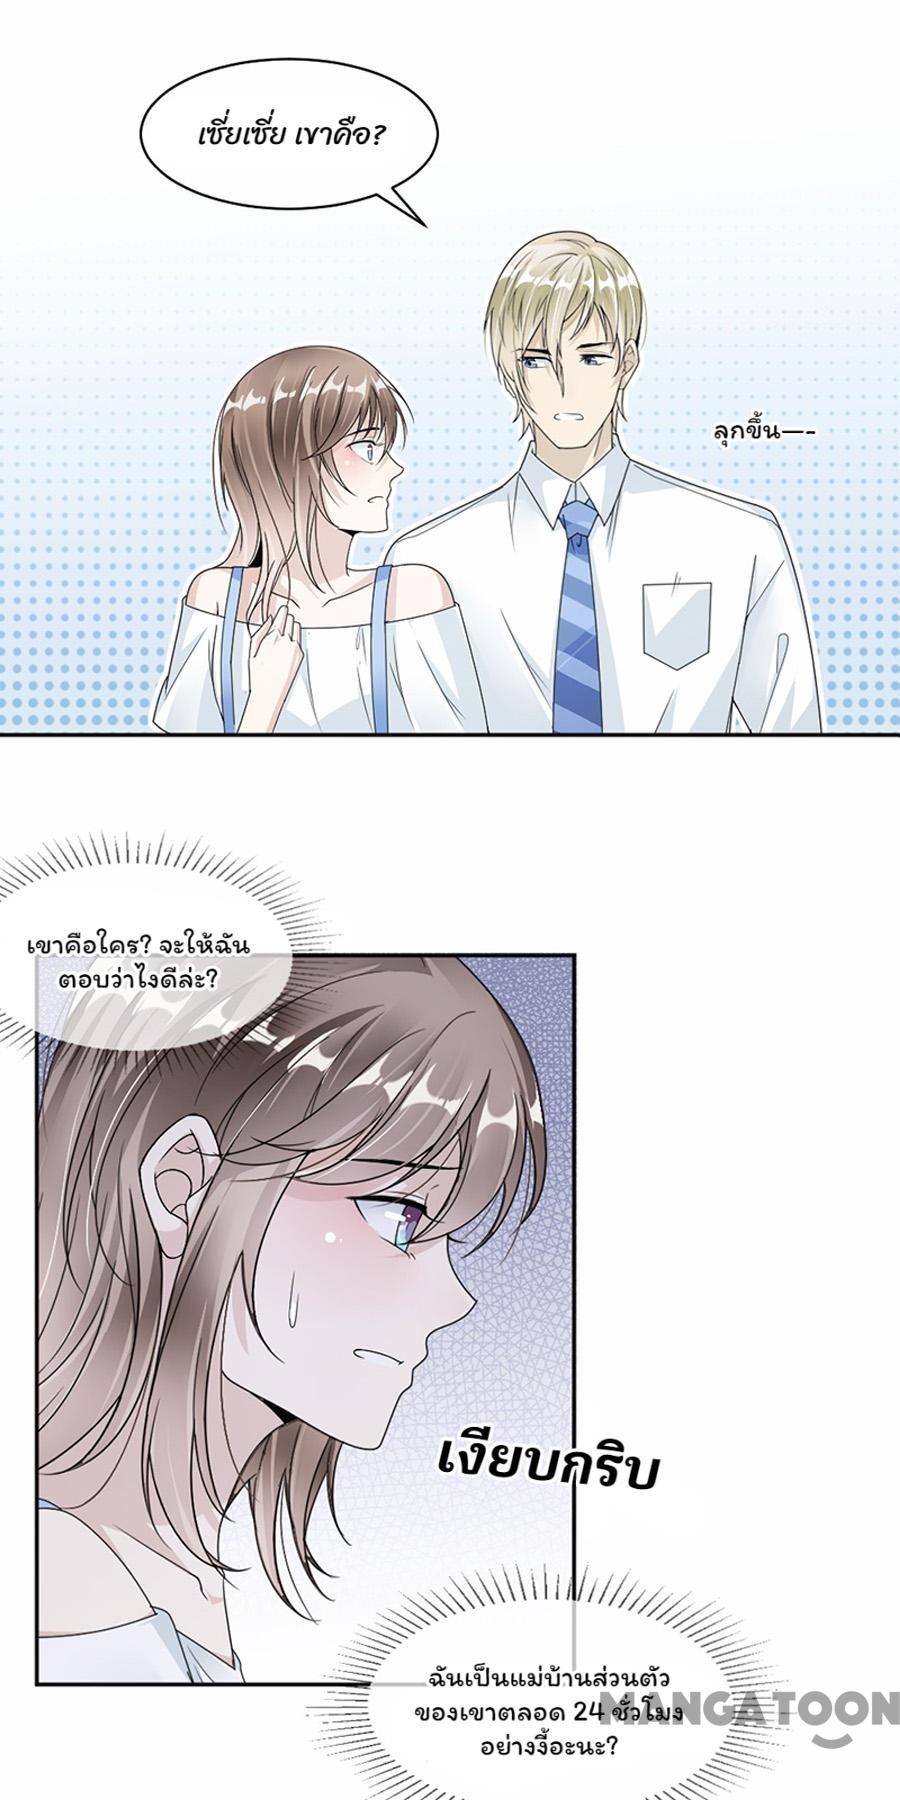 เซี่ยเซี่ย เขาคือ?
ลุกขึ้น—-
เขาคือใคร? จะให้ฉัน
ตอบว่าไงดีล่ะ?
เงียบกริบ
ฉันเป็นแม่บ้านส่วนตัว
ของเขาตลอด 24 ชั่วโมง
อย่างงี้อะนะ?
MANGATOON